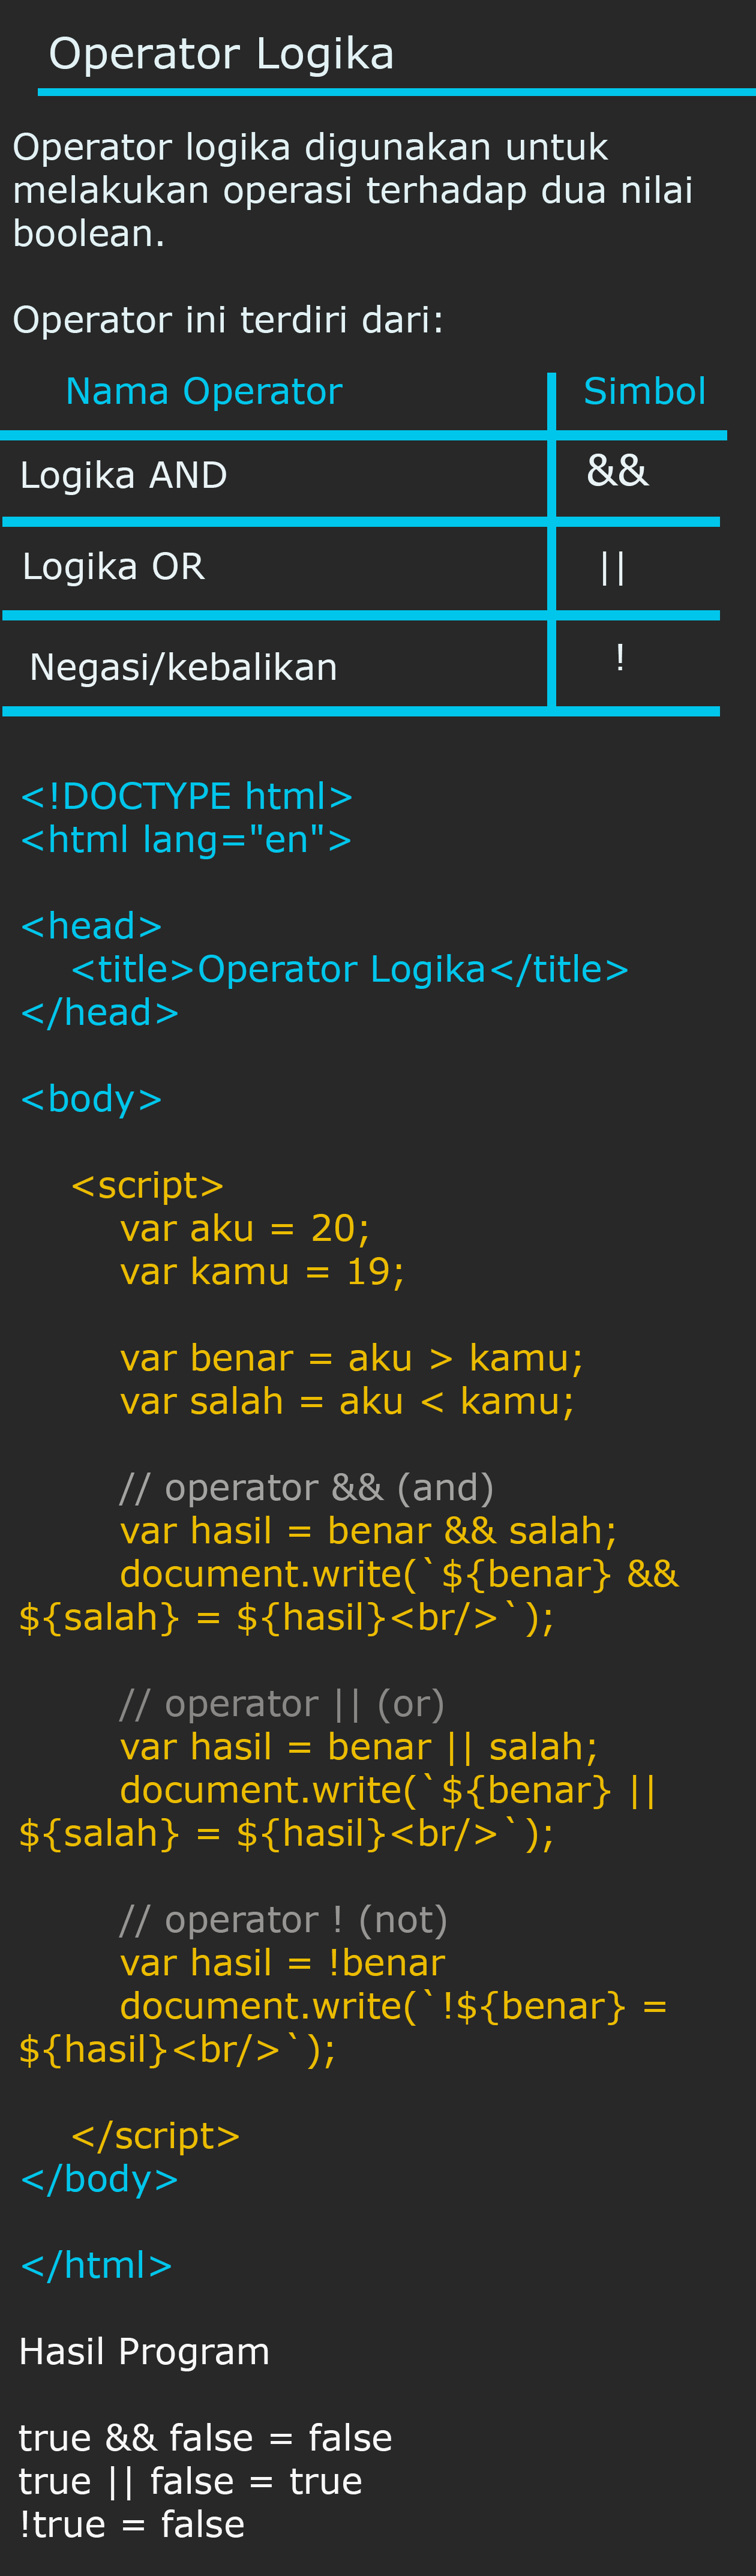 Operator Logika
Operator logika digunakan untuk
melakukan operasi terhadap dua nilai
boolean.
Operator ini terdiri dari:
Nama Operator Simbol
Logika AND &&
Logika OR ||
Negasi/kebalikan !
<!DOCTYPE html>
<html lang="en">
<head>
<title>Operator Logika</title>
</head>
<body>
<script>
var aku = 20;
var kamu = 19;
var benar = aku > kamu;
var salah = aku < kamu;
// operator && (and)
var hasil = benar && salah;
document.write(`${benar} &&
${salah} = ${hasil}<br/>`);
// operator || (or)
var hasil = benar || salah;
document.write(`${benar} ||
${salah} = ${hasil}<br/>`);
// operator ! (not)
var hasil = !benar
document.write(`!${benar} =
${hasil}<br/>`);
</script>
</body>
</html>
Hasil Program
true && false = false
true || false = true
!true = false